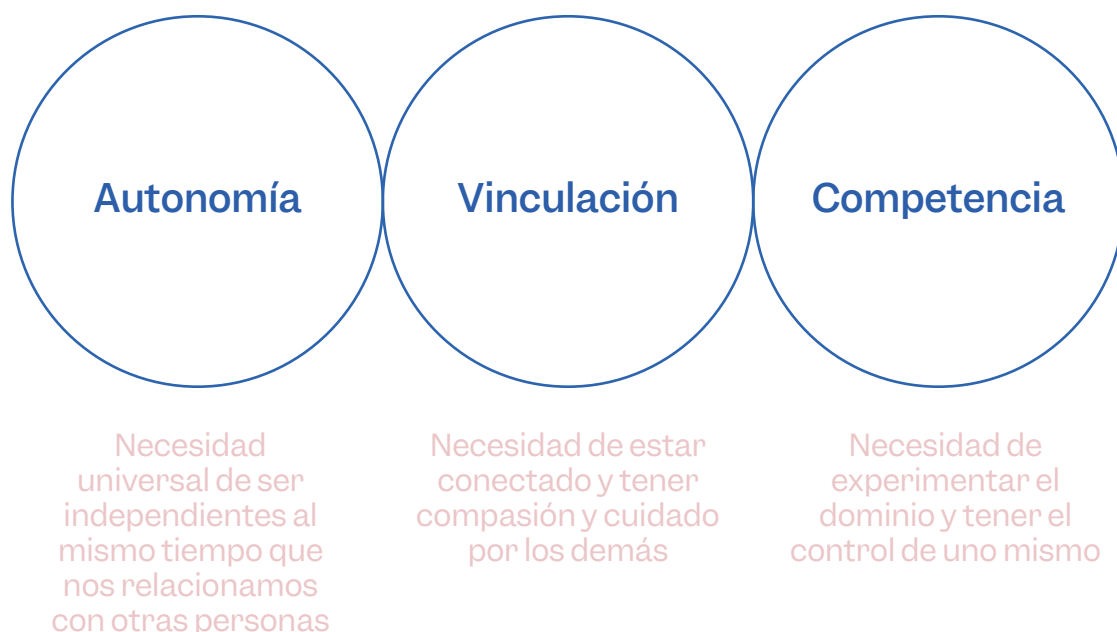 Autonomía
Vinculación
Competencia
Necesidad
universal de ser
independientes al
mismo tiempo que
nos relacionamos
con otras personas
Necesidad de estar
conectado y tener
compasión y cuidado
por los demás
Necesidad de
experimentar el
dominio y tener el
control de uno mismo